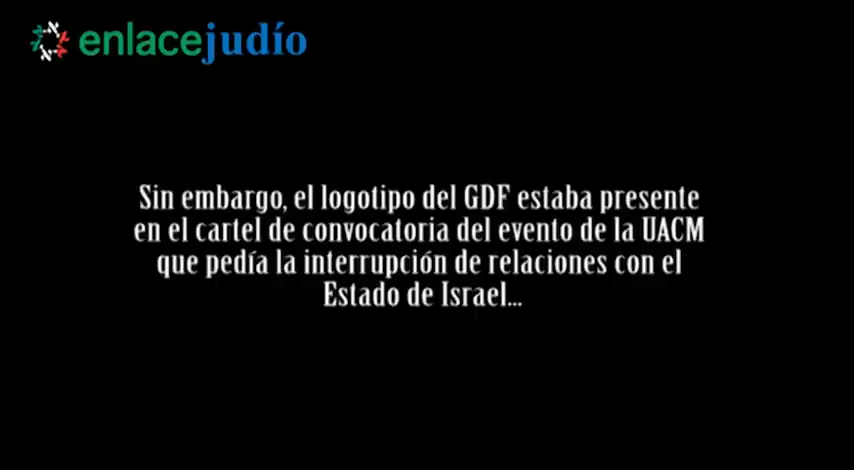 enlacejudío
Sin embargo, el logotipo del GDF estaba presente
en el cartel de convocatoria del evento de la UACM
que pedía la interrupción de relaciones con el
Estado de Israel...